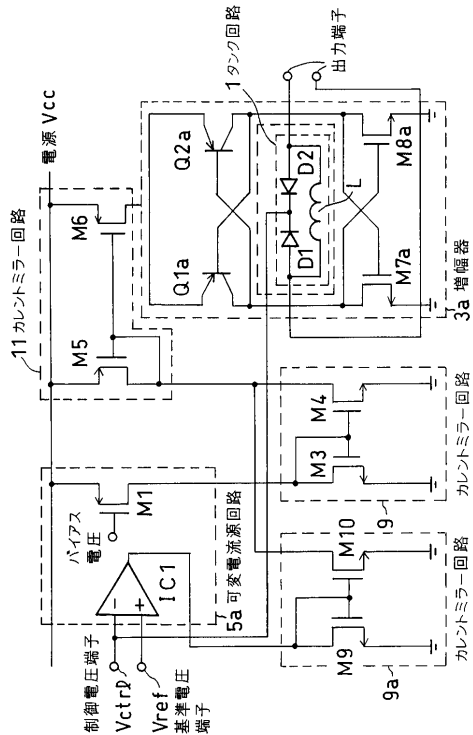 電源 Vcc
11 カレントミラー回路
M5
M6
Q1a
Q2a
1 タンク回路
D1
D2
L
出力端子
M7a
M8a
3a 増幅器
バイアス
電圧
M1
IC1
5a 可変電流源回路
制御電圧端子
Vctrl
Vref
基準電圧
端子
M3
M4
9
カレントミラー回路
M9
M10
9a
カレントミラー回路